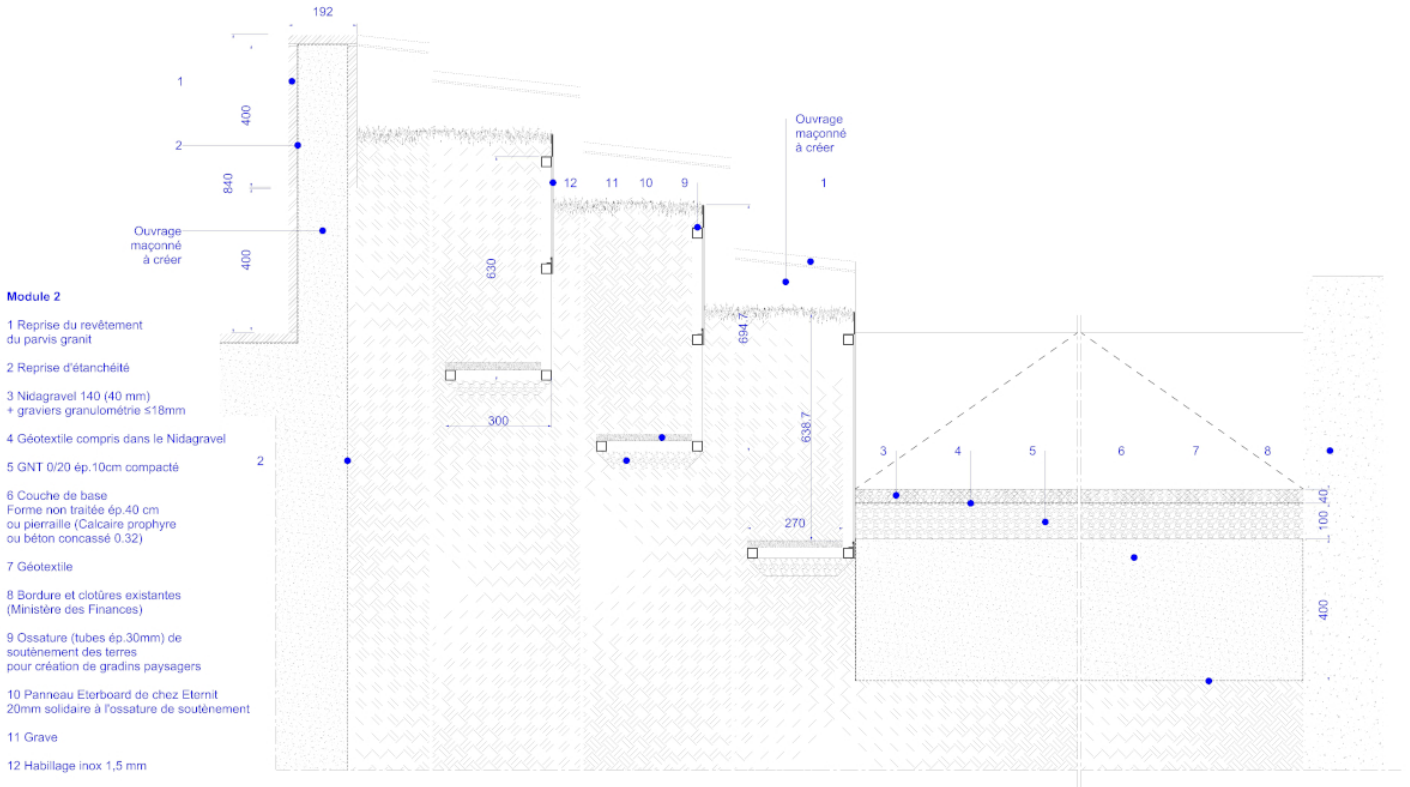 192
1
400
2
840
Ouvrage
maçonné
à créer
400
Ouvrage
maçonné
à créer
12 11 10 9 1
630
694.7
Module 2
1 Reprise du revêtement
du parvis granit
2 Reprise d'étanchéité
3 Nidagravel 140 (40 mm)
+ graviers granulométrie ≤18mm
4 Géotextile compris dans le Nidagravel
5 GNT 0/20 ép.10cm compacté
6 Couche de base
Forme non traitée ép.40 cm
ou pierraille (Calcaire prophyre
ou béton concassé 0.32)
7 Géotextile
8 Bordure et clotûres existantes
(Ministère des Finances)
9 Ossature (tubes ép.30mm) de
soutènement des terres
pour création de gradins paysagers
10 Panneau Eterboard de chez Eternit
20mm solidaire à l'ossature de soutènement
11 Grave
12 Habillage inox 1,5 mm
2
300
638.7
270
3 4 5 6 7 8
40
100
400